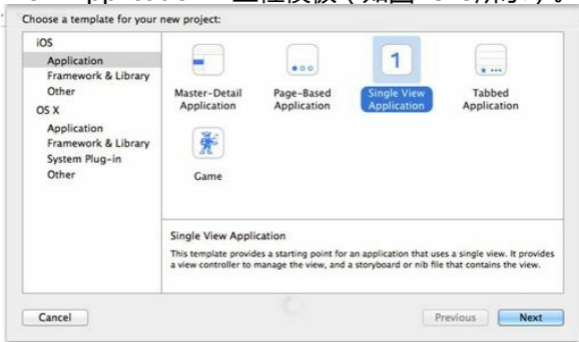 Choose a template for your new project:
iOS
Application
Framework & Library
Other
OS X
Application
Framework & Library
System Plug-in
Other
Master-Detail
Application
Page-Based
Application
1
Single View
Application
Tabbed
Application
Game
Single View Application
This template provides a starting point for an application that uses a single view. It provides
a view controller to manage the view, and a storyboard or nib file that contains the view.
Cancel
Previous
Next